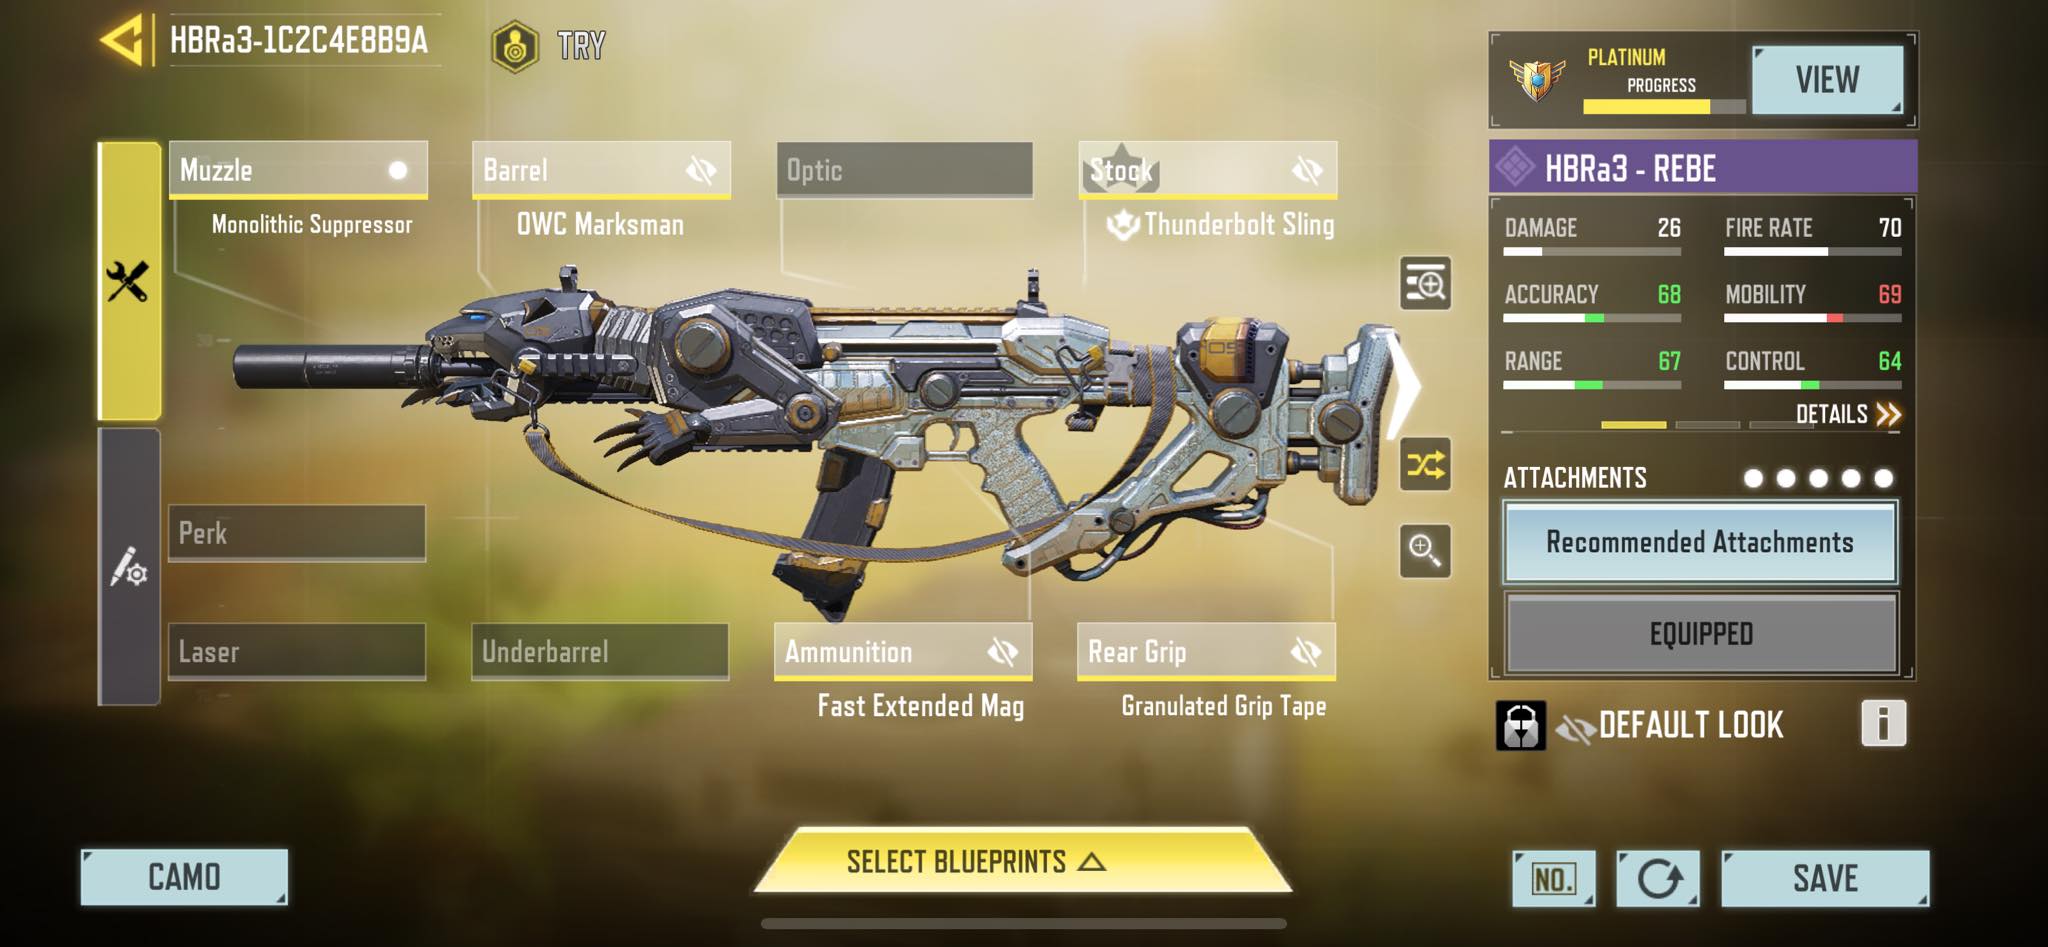 HBRa3-1C2C4E8B9A
TRY
PLATINUM
PROGRESS
VIEW
Muzzle
Monolithic Suppressor
Barrel
OWC Marksman
Optic
Stock
Thunderbolt Sling
HBRa3 - REBE
DAMAGE 26
FIRE RATE 70
ACCURACY 68
MOBILITY 69
RANGE 67
CONTROL 64
DETAILS
ATTACHMENTS
Recommended Attachments
EQUIPPED
Perk
Laser
Underbarrel
Ammunition
Fast Extended Mag
Rear Grip
Granulated Grip Tape
DEFAULT LOOK
i
CAMO
SELECT BLUEPRINTS
NO.
SAVE